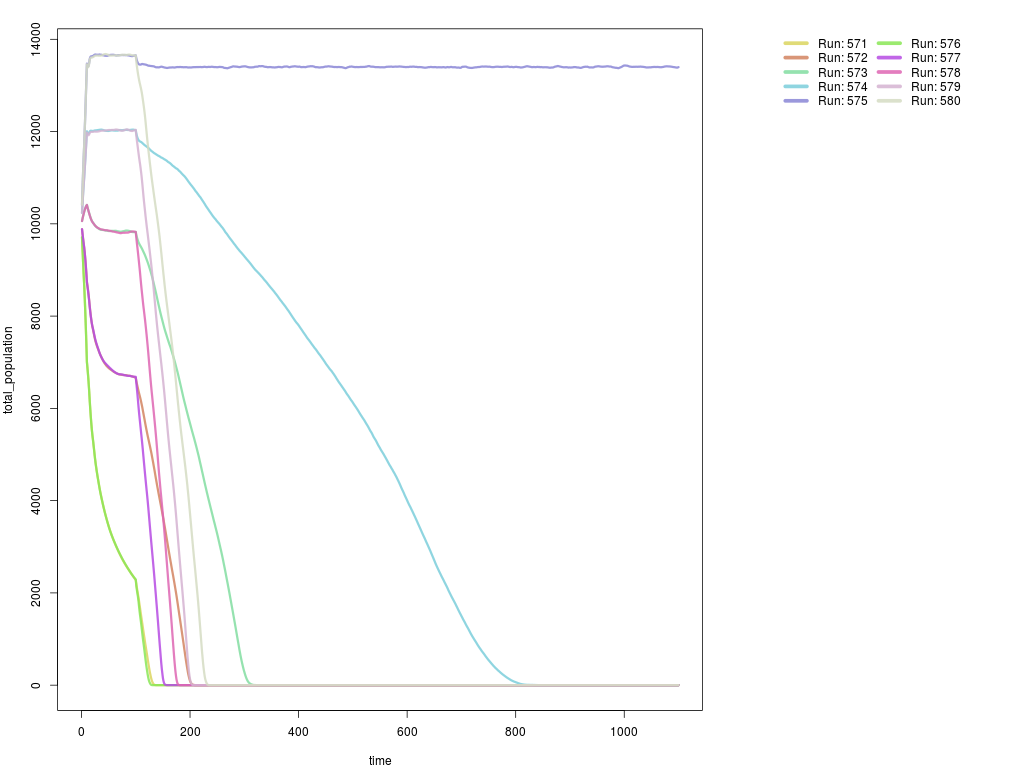 14000
12000
10000
8000
6000
4000
2000
0
total_population
0 200 400 600 800 1000
time
Run: 571 Run: 576
Run: 572 Run: 577
Run: 573 Run: 578
Run: 574 Run: 579
Run: 575 Run: 580